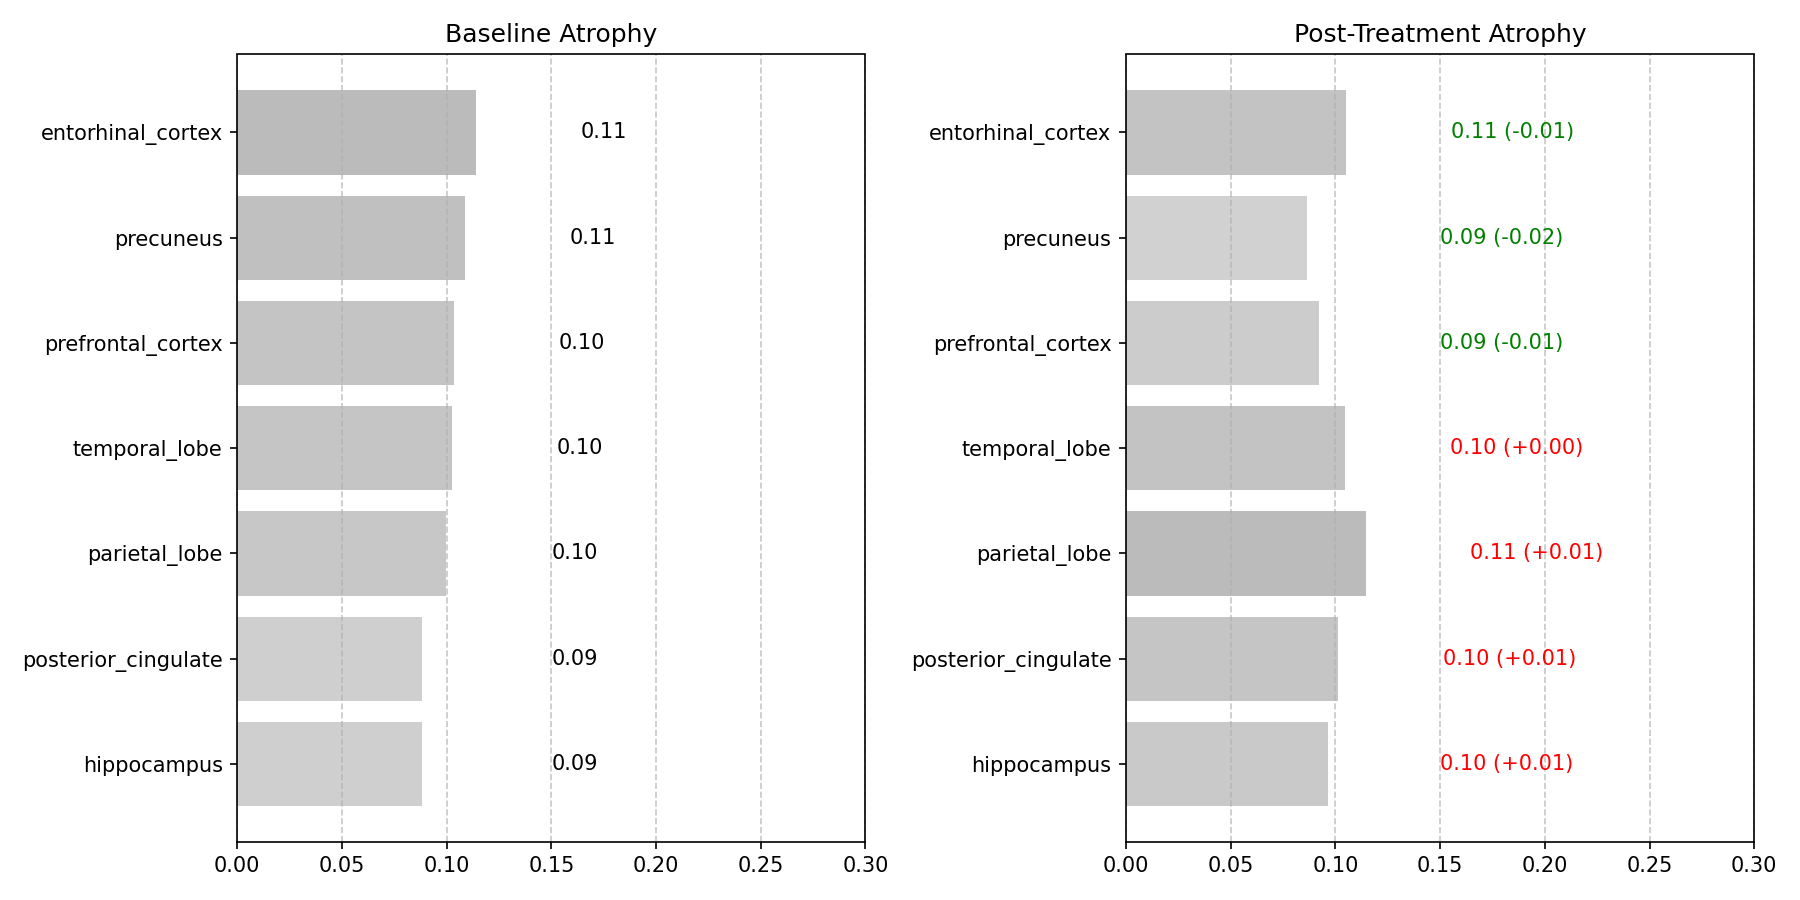 Baseline Atrophy
entorhinal_cortex 0.11
precuneus 0.11
prefrontal_cortex 0.10
temporal_lobe 0.10
parietal_lobe 0.10
posterior_cingulate 0.09
hippocampus 0.09
0.00 0.05 0.10 0.15 0.20 0.25 0.30
Post-Treatment Atrophy
entorhinal_cortex 0.11 (-0.01)
precuneus 0.09 (-0.02)
prefrontal_cortex 0.09 (-0.01)
temporal_lobe 0.10 (+0.00)
parietal_lobe 0.11 (+0.01)
posterior_cingulate 0.10 (+0.01)
hippocampus 0.10 (+0.01)
0.00 0.05 0.10 0.15 0.20 0.25 0.30